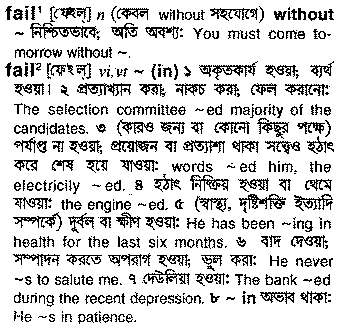 fail¹ [ফেইল্] n (কেবল without সহযোগে) without
~ নিশ্চিতভাবে; অতি অবশ্য: You must come to-
morrow without ~.
fail² [ফেইল্] vi,vt ~ (in) ১ অকৃতকার্য হওয়া; ব্যর্থ
হওয়া। ২ প্রত্যাখ্যান করা; নাকচ করা; ফেল করানো:
The selection committee ~ed majority of the
candidates. ৩ (কারও জন্য বা কোনো কিছুর পক্ষে)
পর্যাপ্ত না হওয়া; প্রয়োজন বা প্রত্যাশা থাকা সত্ত্বেও হঠাৎ
করে শেষ হয়ে যাওয়া: words ~ed him, the
electricity ~ed. ৪ হঠাৎ নিষ্ক্রিয় হওয়া বা থেমে
যাওয়া: the engine ~ed. ৫ (স্বাস্থ্য, দৃষ্টিশক্তি ইত্যাদি
সম্পর্কে) দুর্বল বা ক্ষীণ হওয়া: He has been ~ing in
health for the last six months. ৬ বাদ দেওয়া;
সম্পাদন করতে অপরাগ হওয়া; ভুল করা: He never
~s to salute me. ৭ দেউলিয়া হওয়া: The bank ~ed
during the recent depression. ৮ ~ in অভাব থাকা:
He ~s in patience.